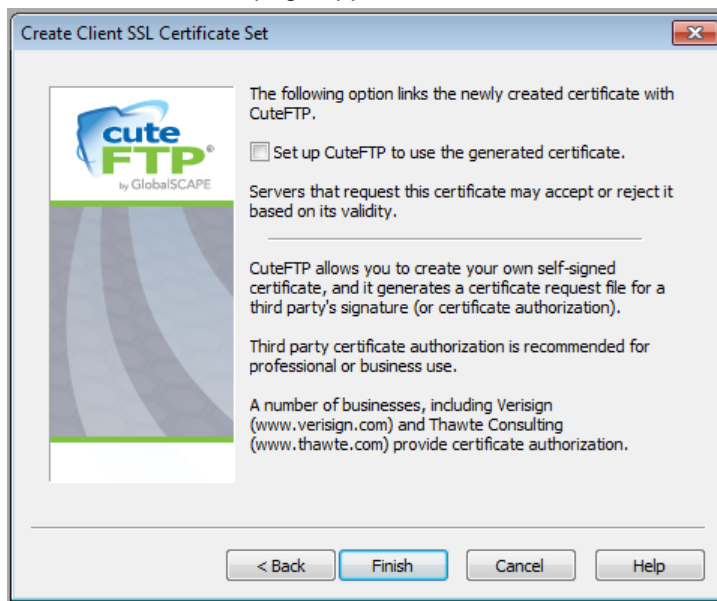 Create Client SSL Certificate Set
The following option links the newly created certificate with
CuteFTP.
cute
FTP®
by GlobalSCAPE
Set up CuteFTP to use the generated certificate.
Servers that request this certificate may accept or reject it
based on its validity.
CuteFTP allows you to create your own self-signed
certificate, and it generates a certificate request file for a
third party's signature (or certificate authorization).
Third party certificate authorization is recommended for
professional or business use.
A number of businesses, including Verisign
(www.verisign.com) and Thawte Consulting
(www.thawte.com) provide certificate authorization.
< Back
Finish
Cancel
Help